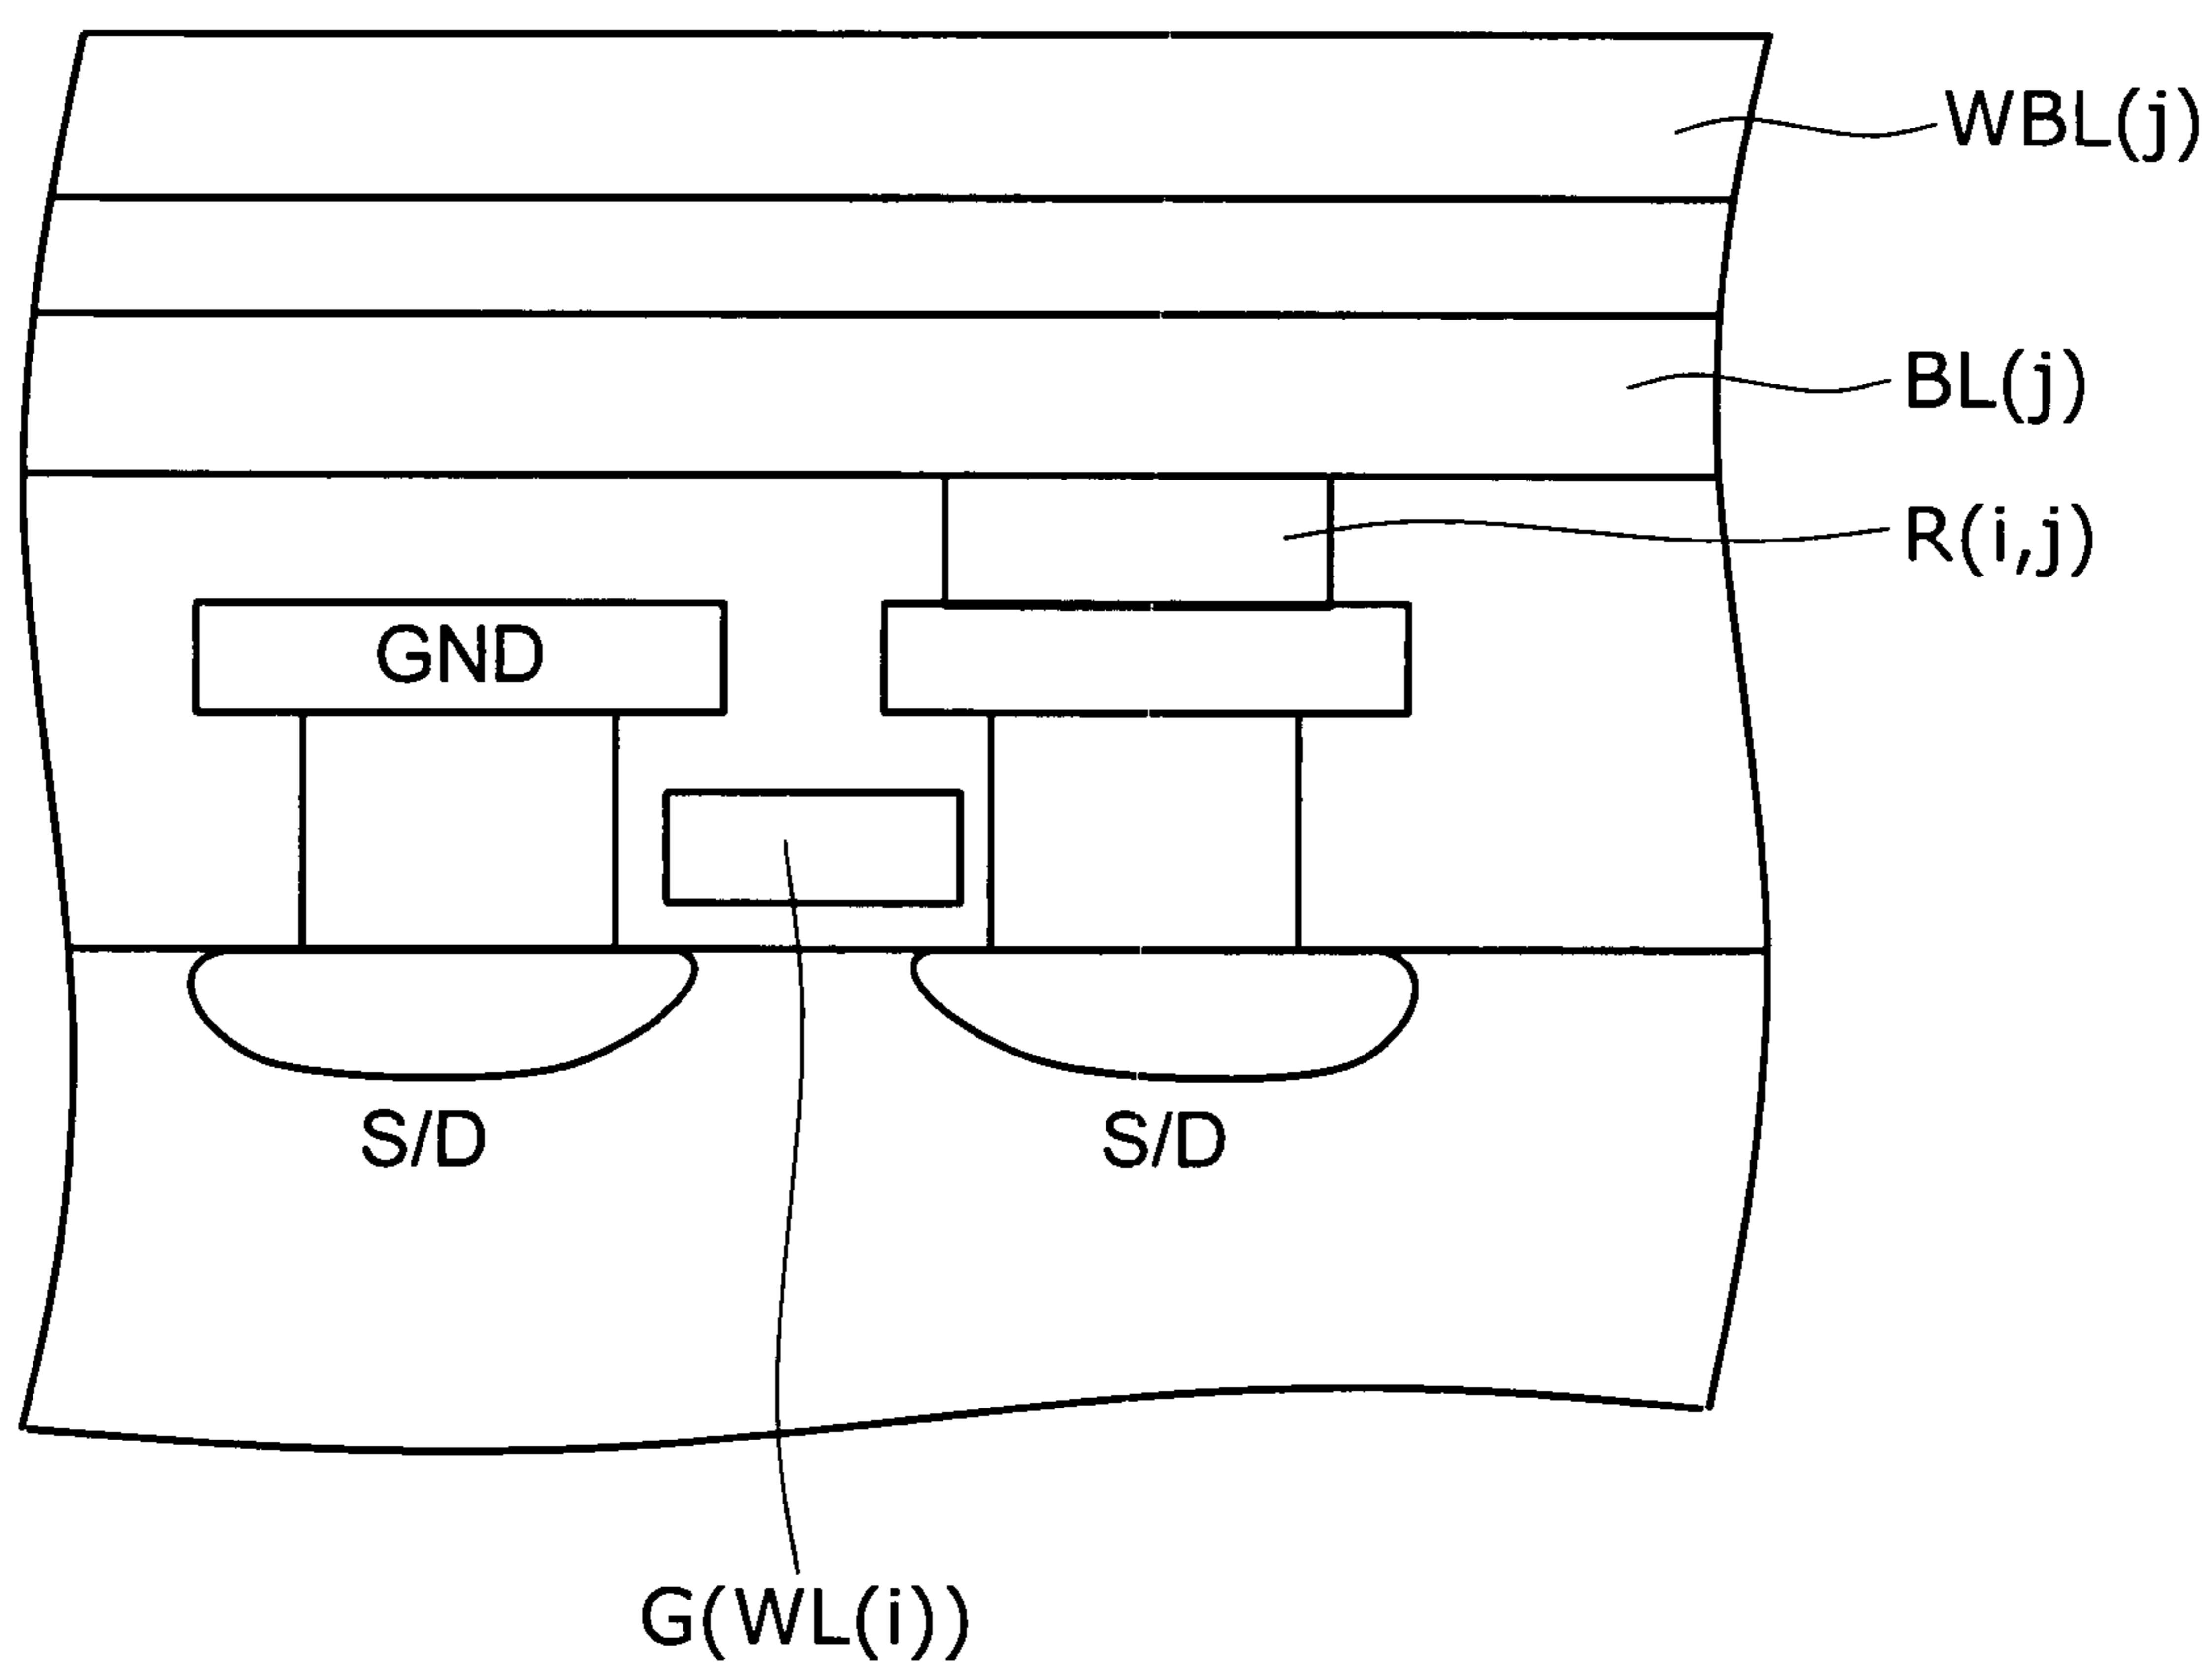 WBL(j)
BL(j)
R(i,j)
GND
S/D
S/D
G(WL(i))